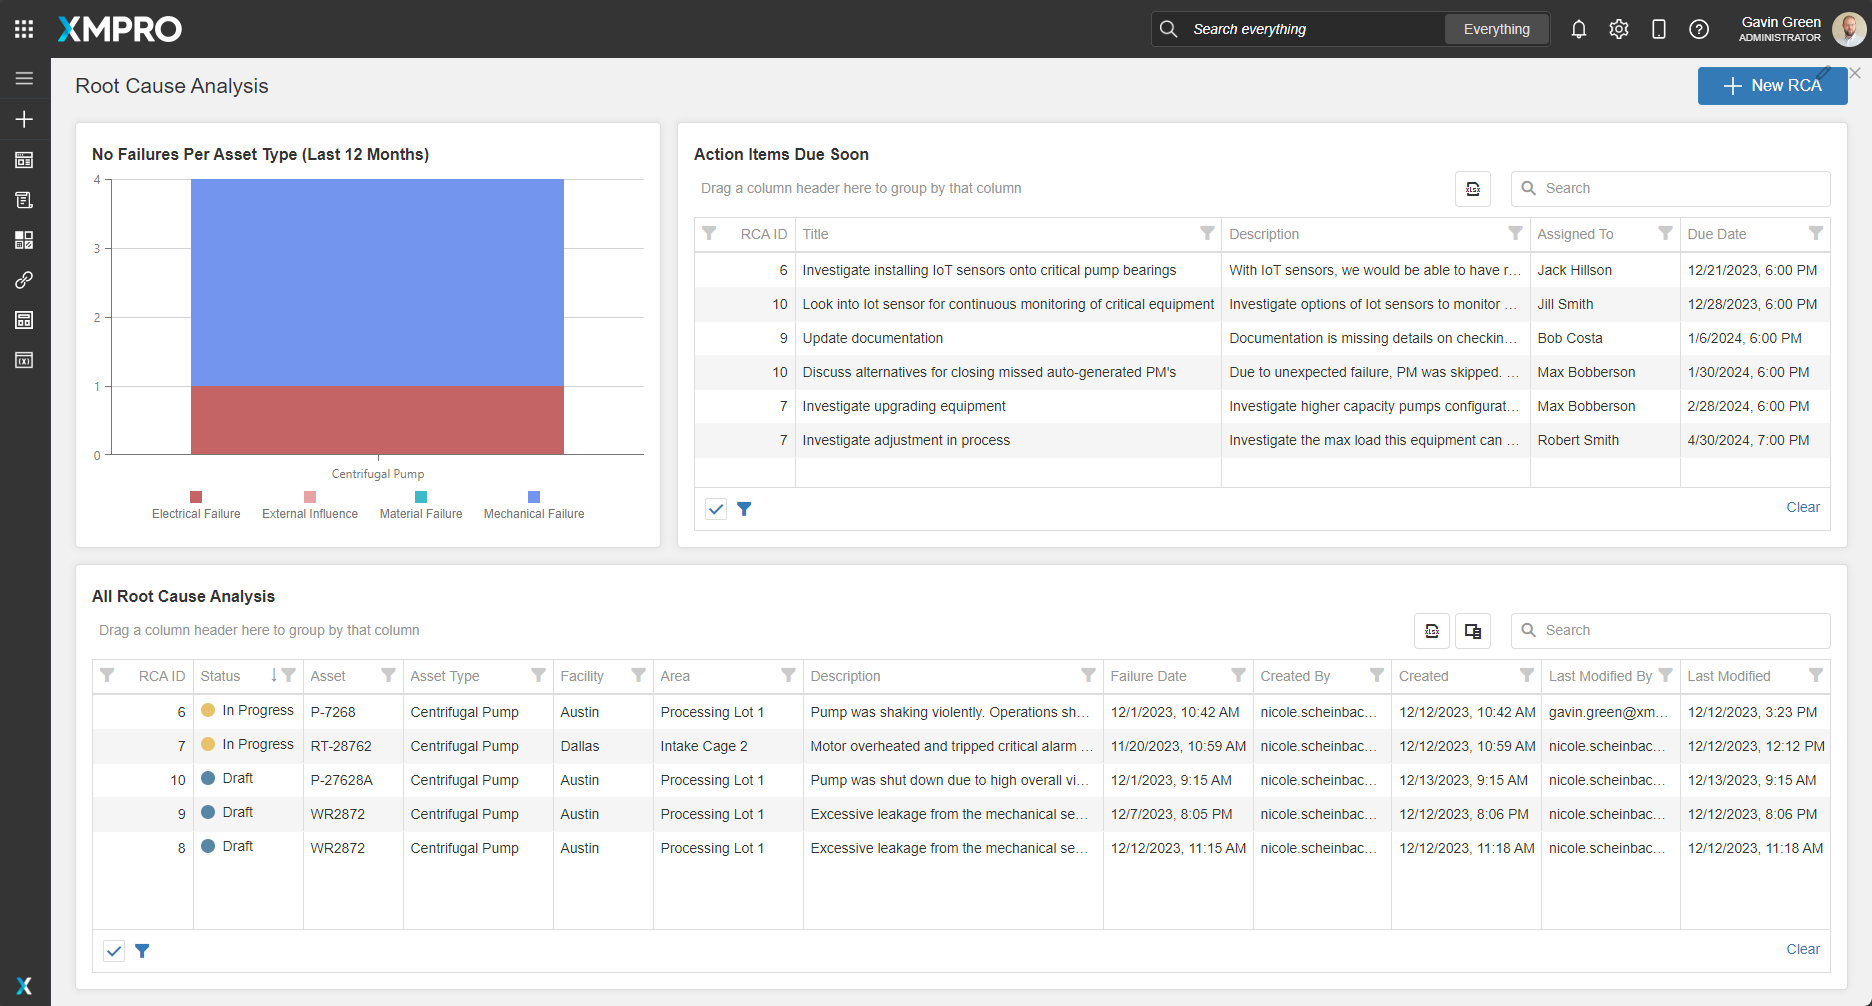 XMPRO
Search everything
Everything
Gavin Green
ADMINISTRATOR
Root Cause Analysis
New RCA
No Failures Per Asset Type (Last 12 Months)
4
3
2
1
0
Centrifugal Pump
Electrical Failure External Influence Material Failure Mechanical Failure
Action Items Due Soon
Drag a column header here to group by that column
xlsx
Search
RCA ID Title Description Assigned To Due Date
6 Investigate installing IoT sensors onto critical pump bearings With IoT sensors, we would be able to have r... Jack Hillson 12/21/2023, 6:00 PM
10 Look into Iot sensor for continuous monitoring of critical equipment Investigate options of Iot sensors to monitor ... Jill Smith 12/28/2023, 6:00 PM
9 Update documentation Documentation is missing details on checkin... Bob Costa 1/6/2024, 6:00 PM
10 Discuss alternatives for closing missed auto-generated PM's Due to unexpected failure, PM was skipped. ... Max Bobberson 1/30/2024, 6:00 PM
7 Investigate upgrading equipment Investigate higher capacity pumps configurat... Max Bobberson 2/28/2024, 6:00 PM
7 Investigate adjustment in process Investigate the max load this equipment can ... Robert Smith 4/30/2024, 7:00 PM
Clear
All Root Cause Analysis
Drag a column header here to group by that column
xlsx
Search
RCA ID Status Asset Asset Type Facility Area Description Failure Date Created By Created Last Modified By Last Modified
6 In Progress P-7268 Centrifugal Pump Austin Processing Lot 1 Pump was shaking violently. Operations sh... 12/1/2023, 10:42 AM nicole.scheinbac... 12/12/2023, 10:42 AM gavin.green@xm... 12/12/2023, 3:23 PM
7 In Progress RT-28762 Centrifugal Pump Dallas Intake Cage 2 Motor overheated and tripped critical alarm ... 11/20/2023, 10:59 AM nicole.scheinbac... 12/12/2023, 10:59 AM nicole.scheinbac... 12/12/2023, 12:12 PM
10 Draft P-27628A Centrifugal Pump Austin Processing Lot 1 Pump was shut down due to high overall vi... 12/1/2023, 9:15 AM nicole.scheinbac... 12/13/2023, 9:15 AM nicole.scheinbac... 12/13/2023, 9:15 AM
9 Draft WR2872 Centrifugal Pump Austin Processing Lot 1 Excessive leakage from the mechanical se... 12/7/2023, 8:05 PM nicole.scheinbac... 12/12/2023, 8:06 PM nicole.scheinbac... 12/12/2023, 8:06 PM
8 Draft WR2872 Centrifugal Pump Austin Processing Lot 1 Excessive leakage from the mechanical se... 12/12/2023, 11:15 AM nicole.scheinbac... 12/12/2023, 11:18 AM nicole.scheinbac... 12/12/2023, 11:18 AM
Clear